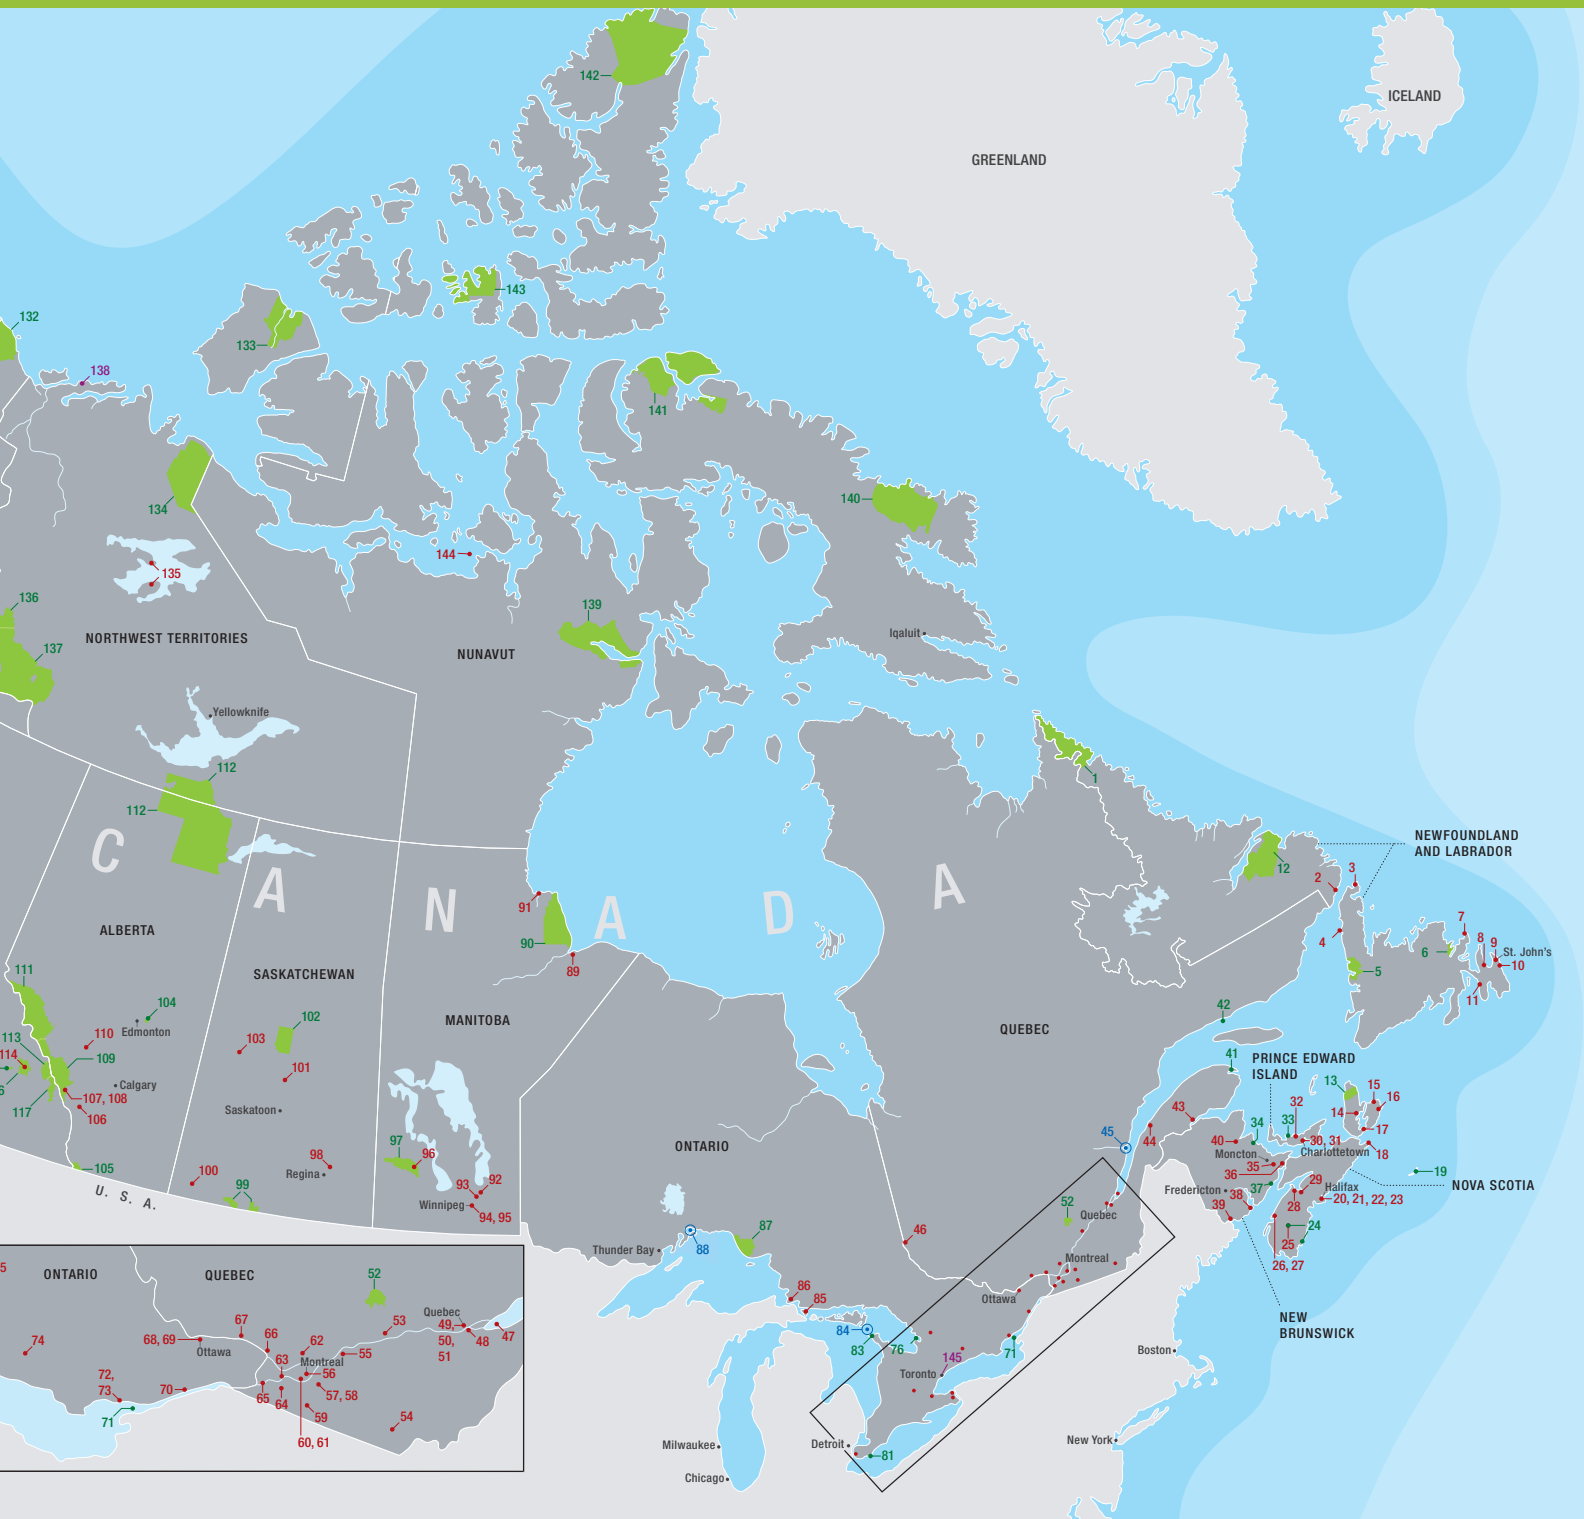 142
ICELAND
GREENLAND
143
132
133
138
141
140
134
144
135
136
139
137
NORTHWEST TERRITORIES
NUNAVUT
Iqaluit
Yellowknife
112
1
112
C A N A D A
NEWFOUNDLAND
AND LABRADOR
12
2
3
91
7
ALBERTA
90
4
8
9
6
St. John's
10
111
SASKATCHEWAN
89
5
11
104
102
MANITOBA
42
Edmonton
QUEBEC
110
113
103
114
109
41
PRINCE EDWARD
ISLAND
6
101
13
15
Calgary
107, 108
16
117
106
32
14
Saskatoon
43
33
17
45
34
97
ONTARIO
44
40
30, 31
Moncton
Charlottetown
18
96
98
35
105
Regina
36
19
100
92
93
NOVA SCOTIA
99
Fredericton
37
29
Halifax
U. S. A.
52
38
20, 21, 22, 23
Winnipeg
94, 95
39
28
Quebec
24
87
46
25
Thunder Bay
88
Montreal
26, 27
5
ONTARIO
QUEBEC
52
86
Ottawa
85
NEW
BRUNSWICK
Quebec
67
53
49,
50,
51
48
47
68, 69
66
62
84
74
Ottawa
63
Montreal
55
83
76
71
Boston
145
56
Toronto
72,
73
70
65
64
57, 58
71
59
54
60, 61
Milwaukee
Detroit
New York
81
Chicago